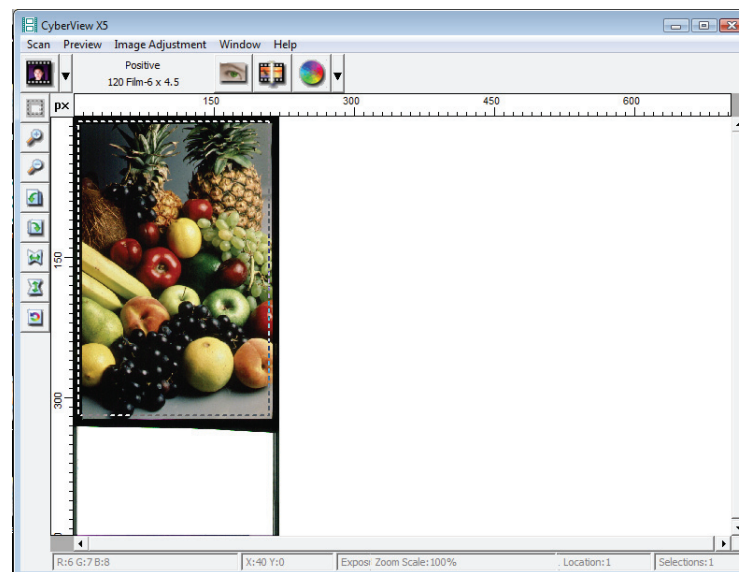 CyberView X5
Scan Preview Image Adjustment Window Help
Positive
120 Film-6 x 4.5
px 150 300 450 600
150
300
R:6 G:7 B:8 X:40 Y:0 Expos Zoom Scale:100% Location:1 Selections:1